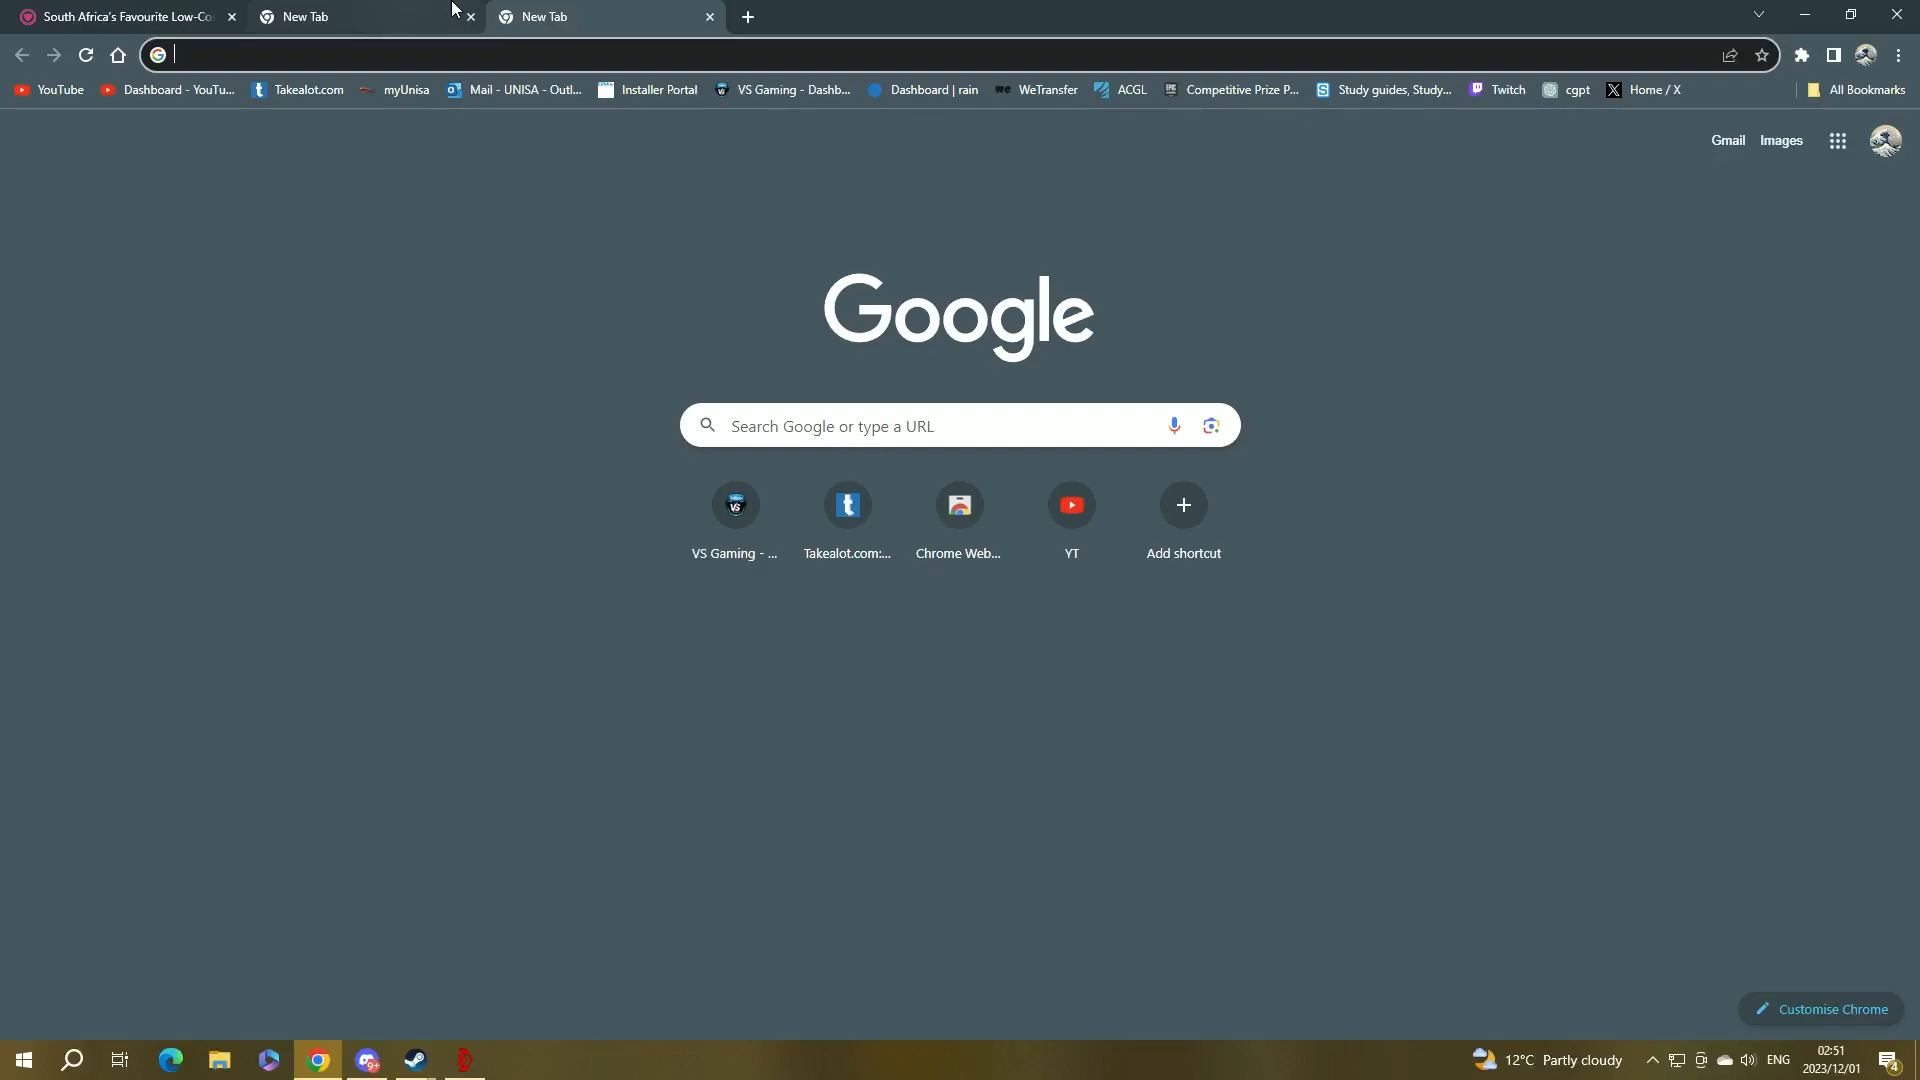 South Africa's Favourite Low-Co
New Tab
New Tab
YouTube
Dashboard - YouTu...
Takealot.com
myUnisa
Mail - UNISA - Outl...
Installer Portal
VS Gaming - Dashb...
Dashboard | rain
WeTransfer
ACGL
Competitive Prize P...
Study guides, Study...
Twitch
cgpt
Home / X
All Bookmarks
Gmail
Images
Google
Search Google or type a URL
VS Gaming - ...
Takealot.com:...
Chrome Web...
YT
Add shortcut
Customise Chrome
9+
12°C Partly cloudy
ENG
02:51
2023/12/01
4